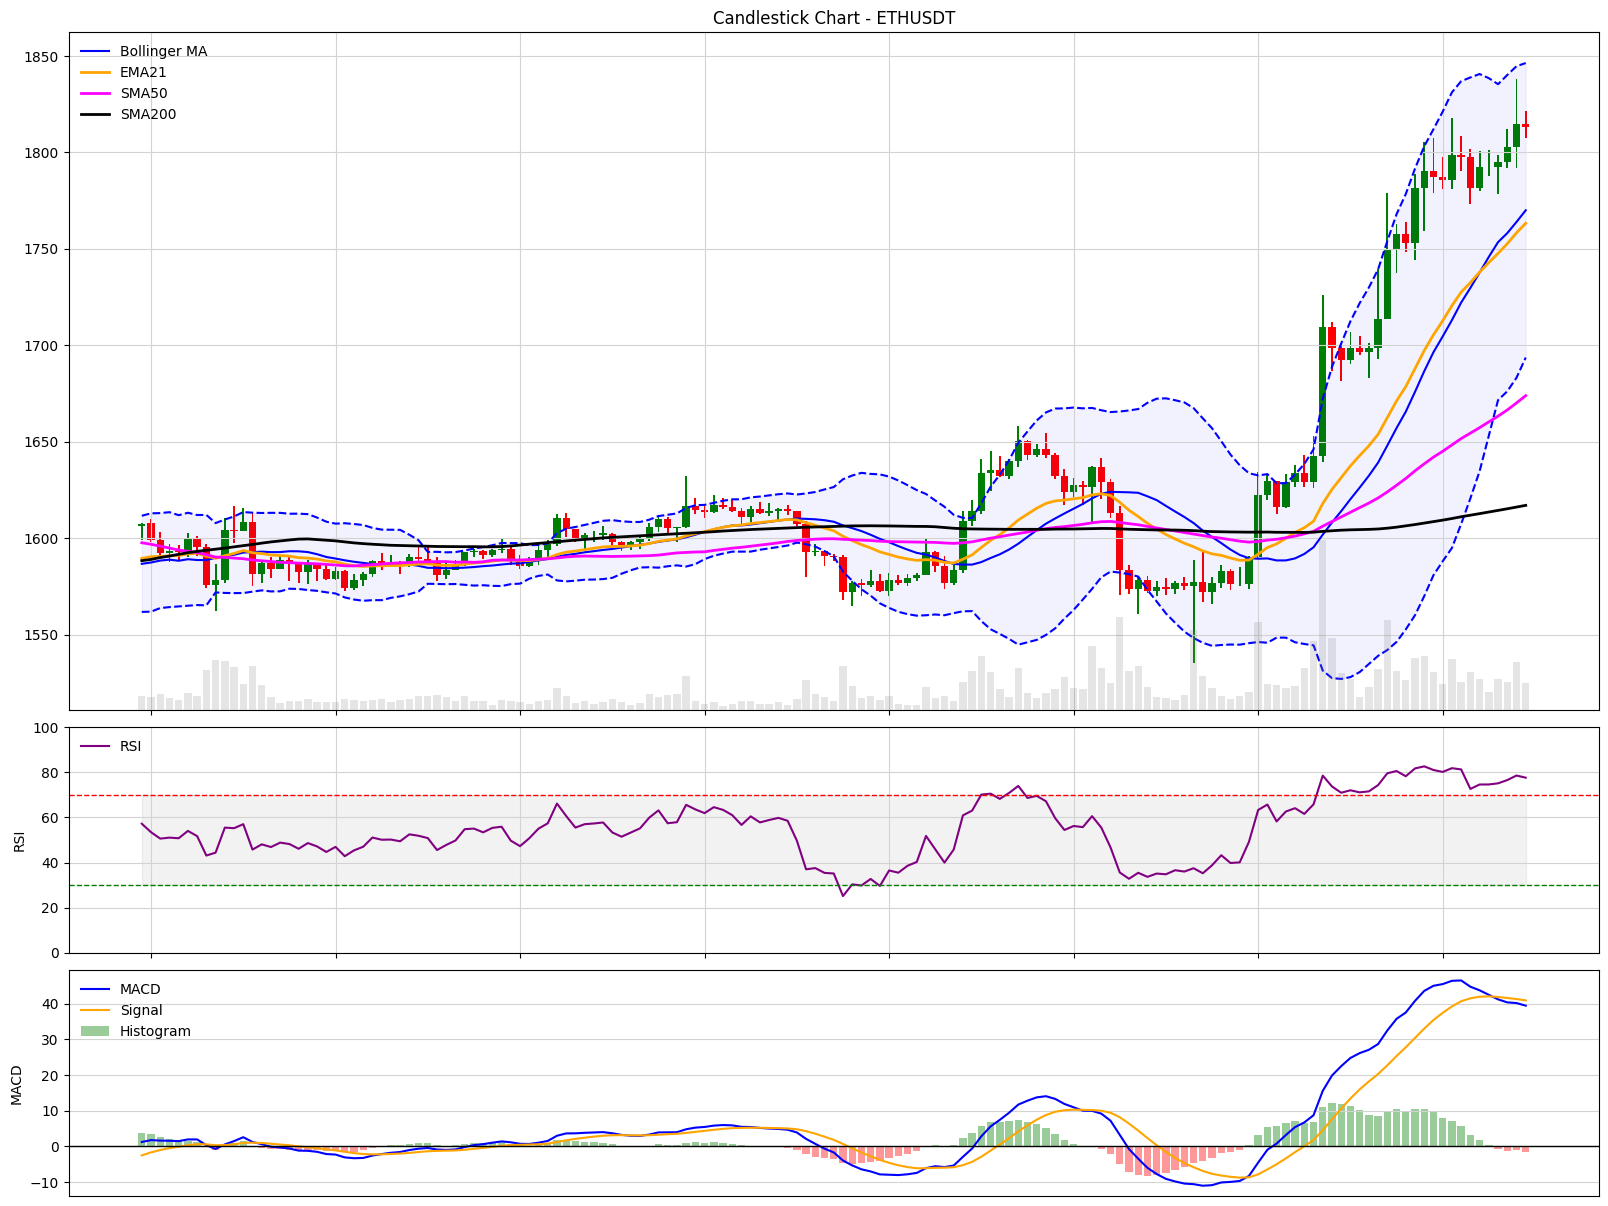 Candlestick Chart - ETHUSDT
Bollinger MA
EMA21
SMA50
SMA200
1850
1800
1750
1700
1650
1600
1550
RSI
100
80
60
40
20
0
RSI
MACD
Signal
Histogram
40
30
20
10
0
−10
MACD